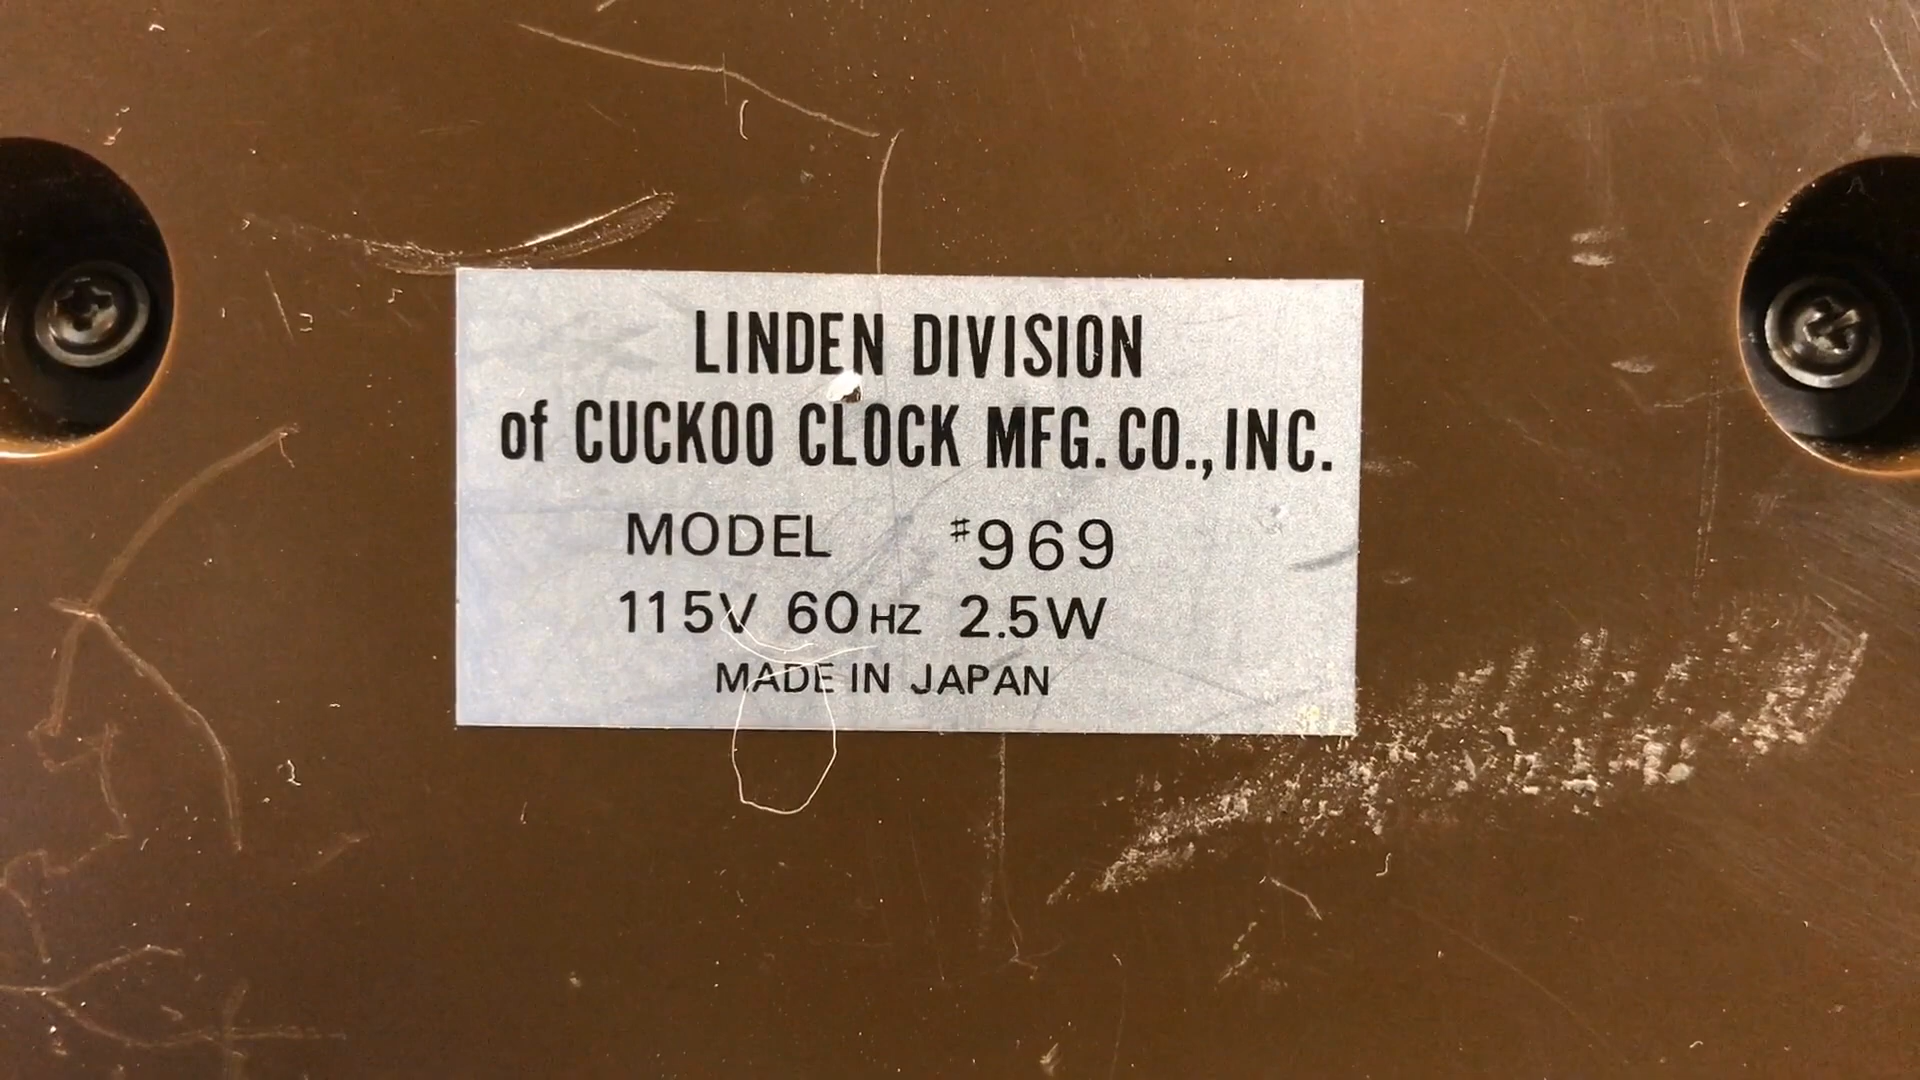 LINDEN DIVISION
of CUCKOO CLOCK MFG. CO., INC.
MODEL #969
115V 60HZ 2.5W
MADE IN JAPAN